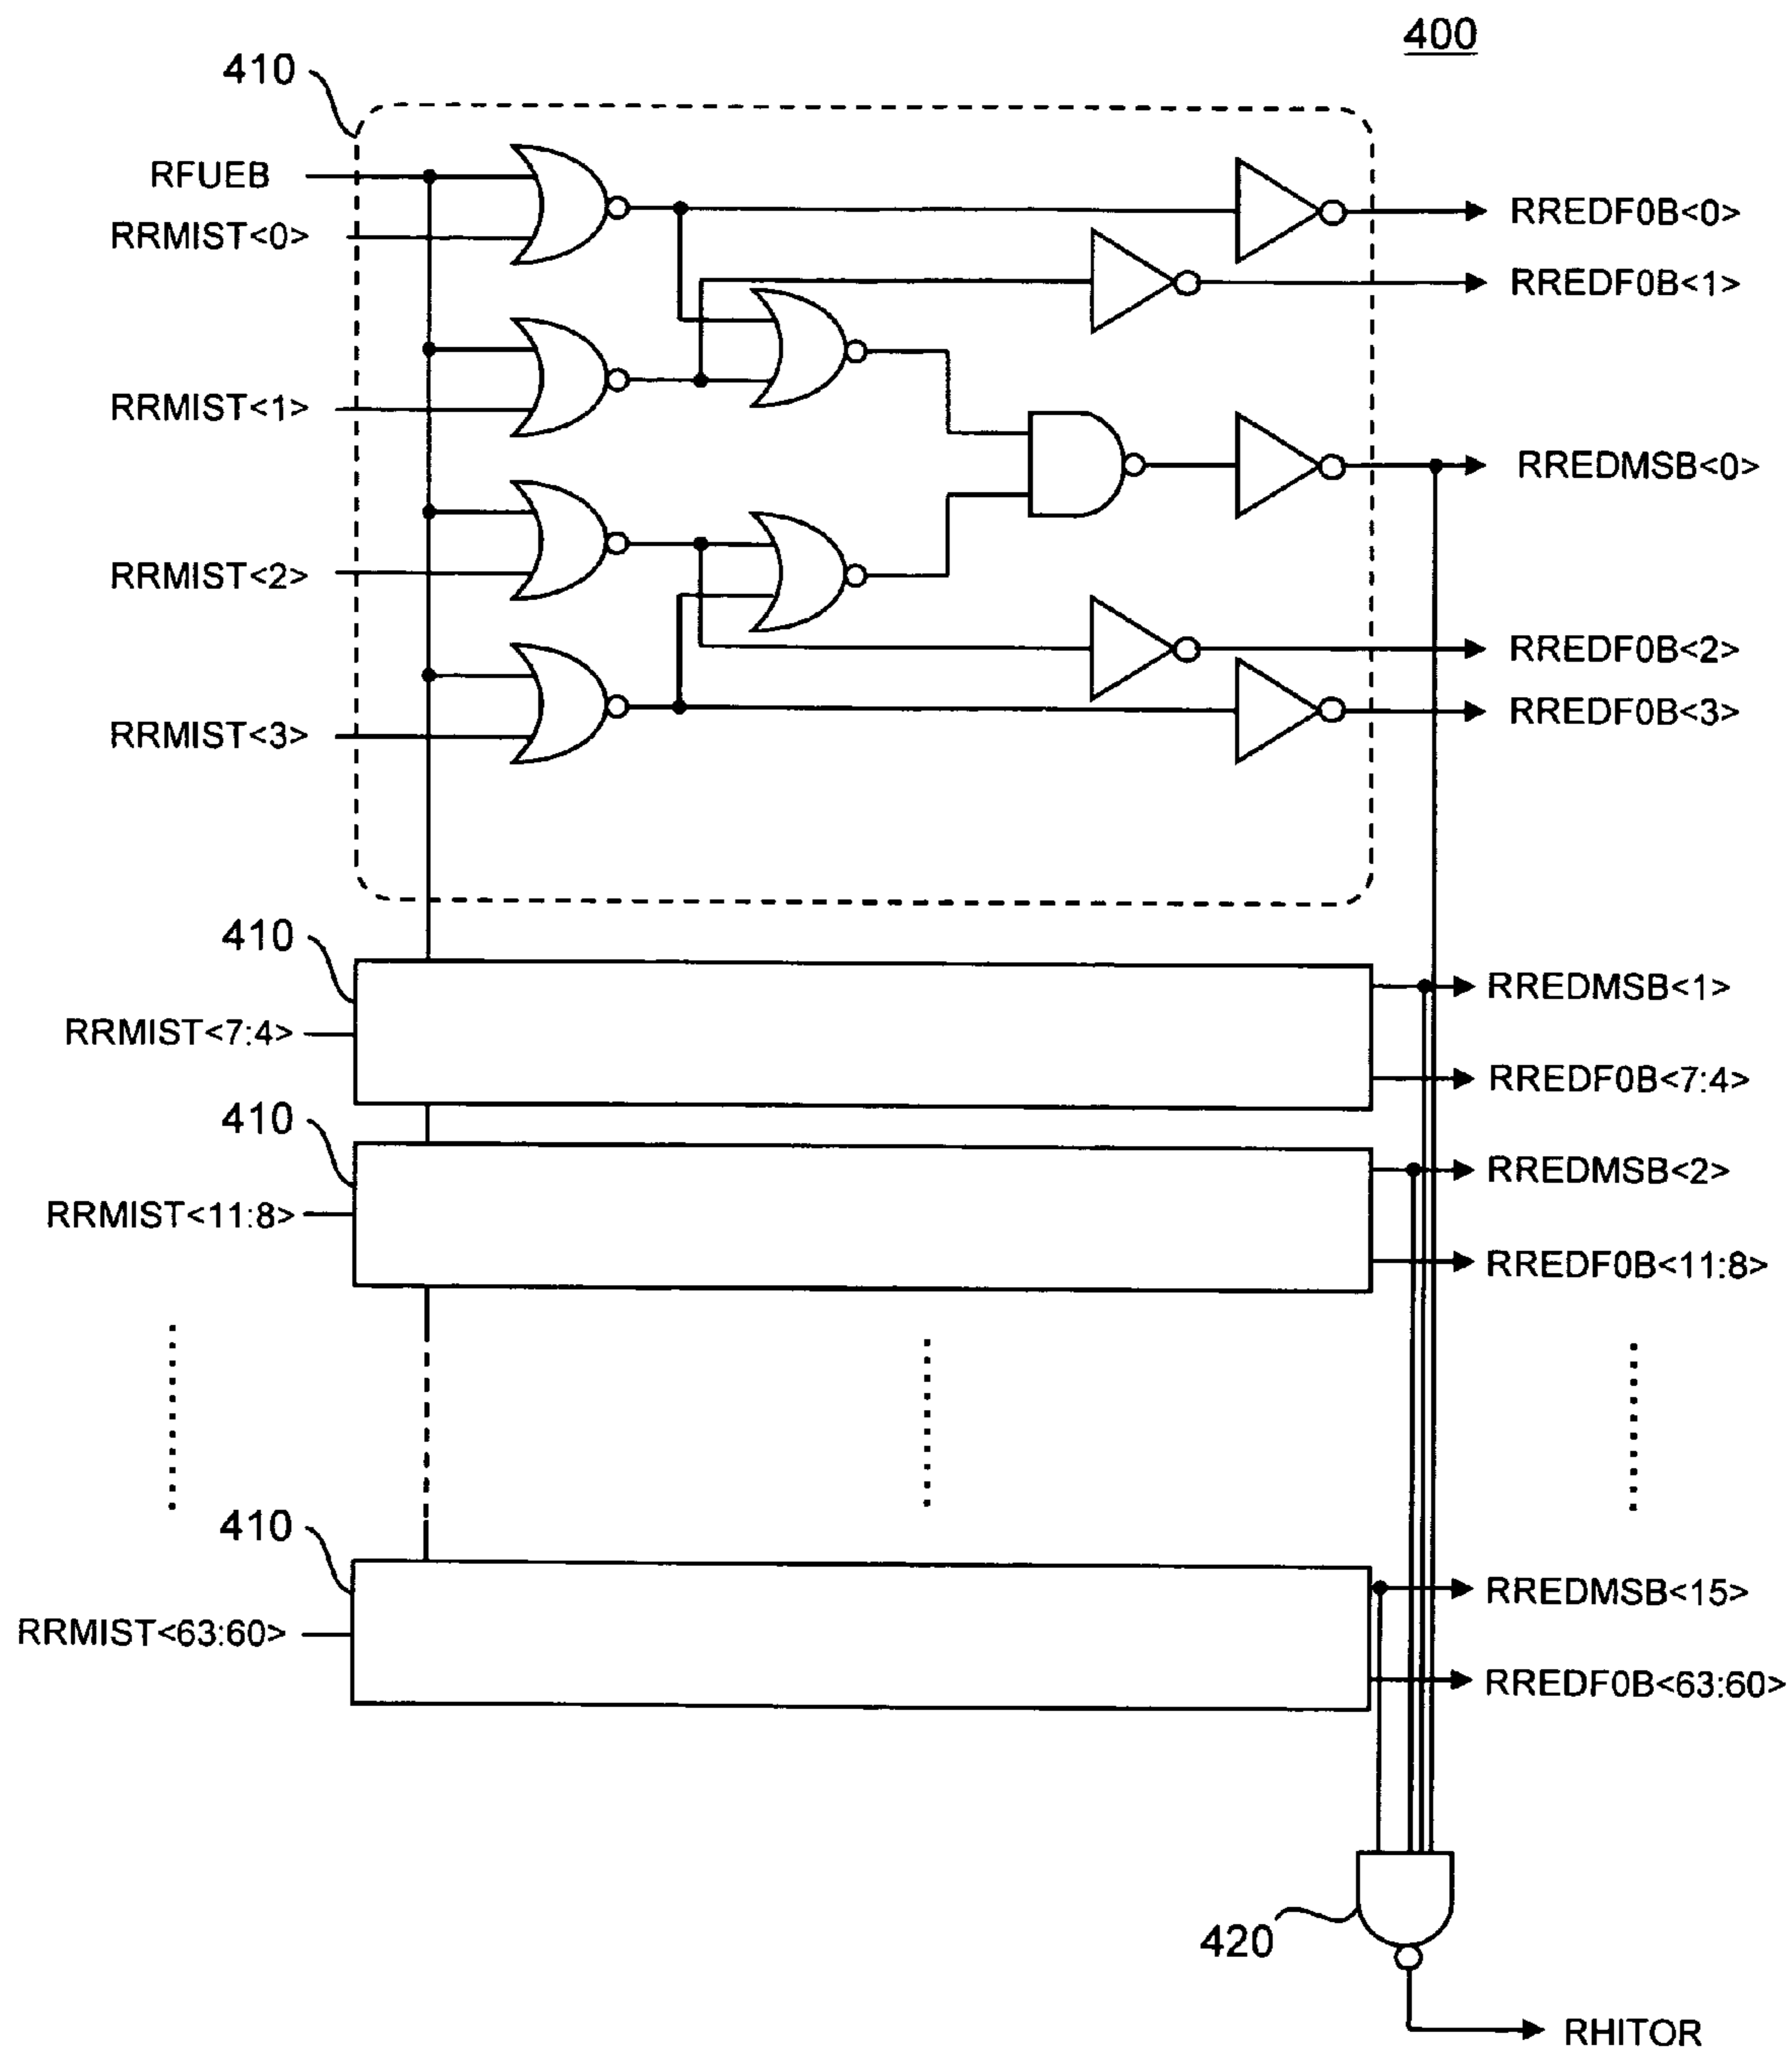 400
410
RFUEB
RRMIST<0>
RREDF0B<0>
RREDF0B<1>
RRMIST<1>
RREDMSB<0>
RRMIST<2>
RREDF0B<2>
RREDF0B<3>
RRMIST<3>
410
RREDMSB<1>
RRMIST<7:4>
RREDF0B<7:4>
410
RREDMSB<2>
RRMIST<11:8>
RREDF0B<11:8>
410
RREDMSB<15>
RRMIST<63:60>
RREDF0B<63:60>
420
RHITOR